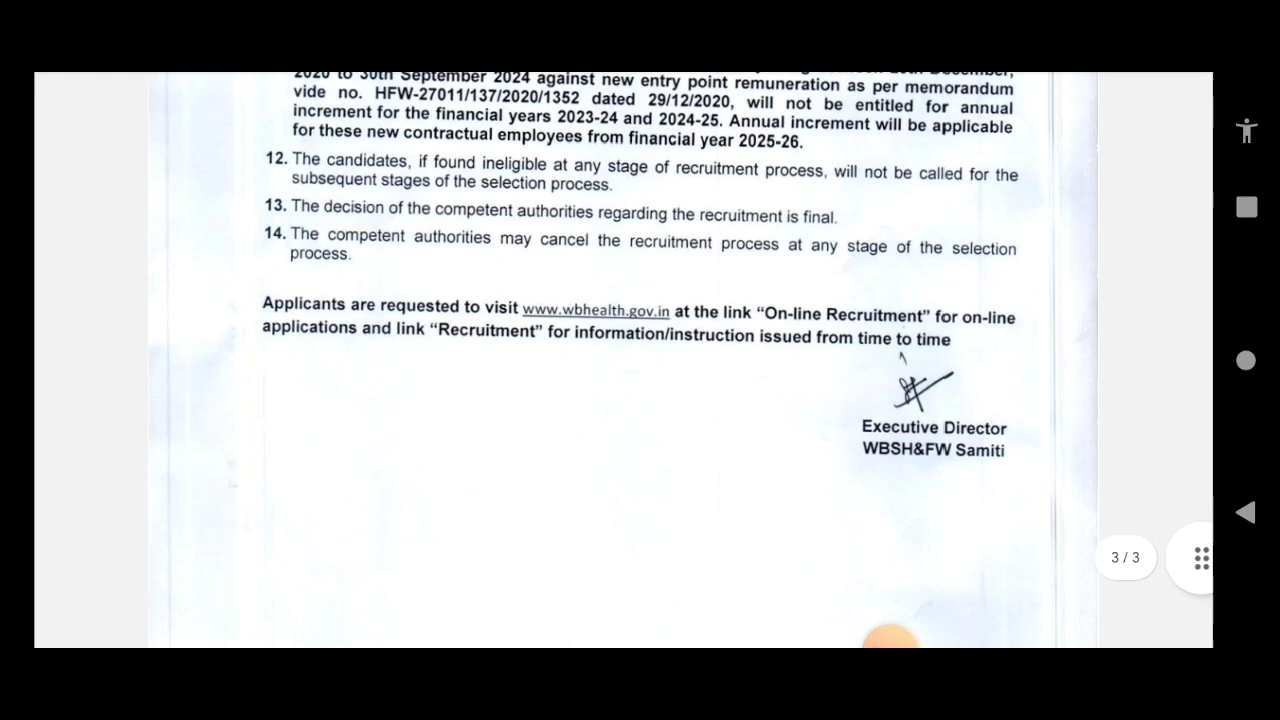 2020 to 30th September 2024 against new entry point remuneration as per memorandum
vide no. HFW-27011/137/2020/1352 dated 29/12/2020, will not be entitled for annual
increment for the financial years 2023-24 and 2024-25. Annual increment will be applicable
for these new contractual employees from financial year 2025-26.
12. The candidates, if found ineligible at any stage of recruitment process, will not be called for the
subsequent stages of the selection process.
13. The decision of the competent authorities regarding the recruitment is final.
14. The competent authorities may cancel the recruitment process at any stage of the selection
process.
Applicants are requested to visit www.wbhealth.gov.in at the link “On-line Recruitment” for on-line
applications and link “Recruitment” for information/instruction issued from time to time
Executive Director
WBSH&FW Samiti
3 / 3